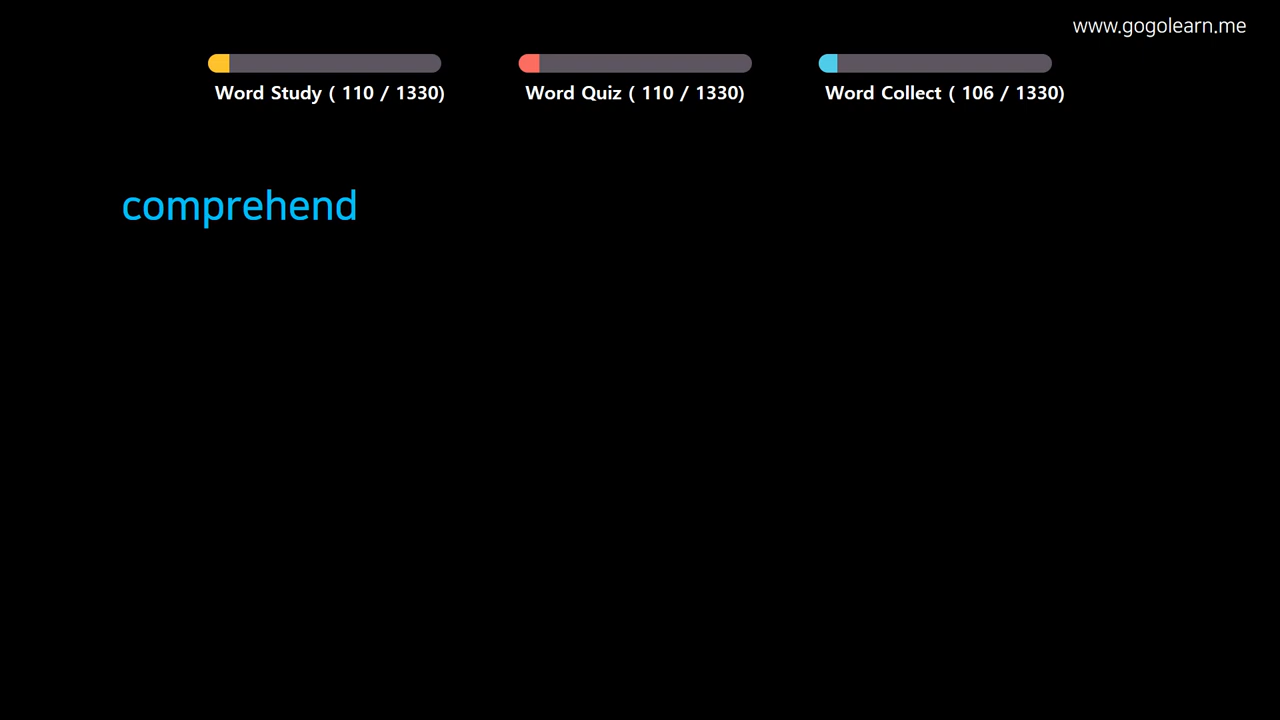 www.gogolearn.me
Word Study ( 110 / 1330)
Word Quiz ( 110 / 1330)
Word Collect ( 106 / 1330)
comprehend